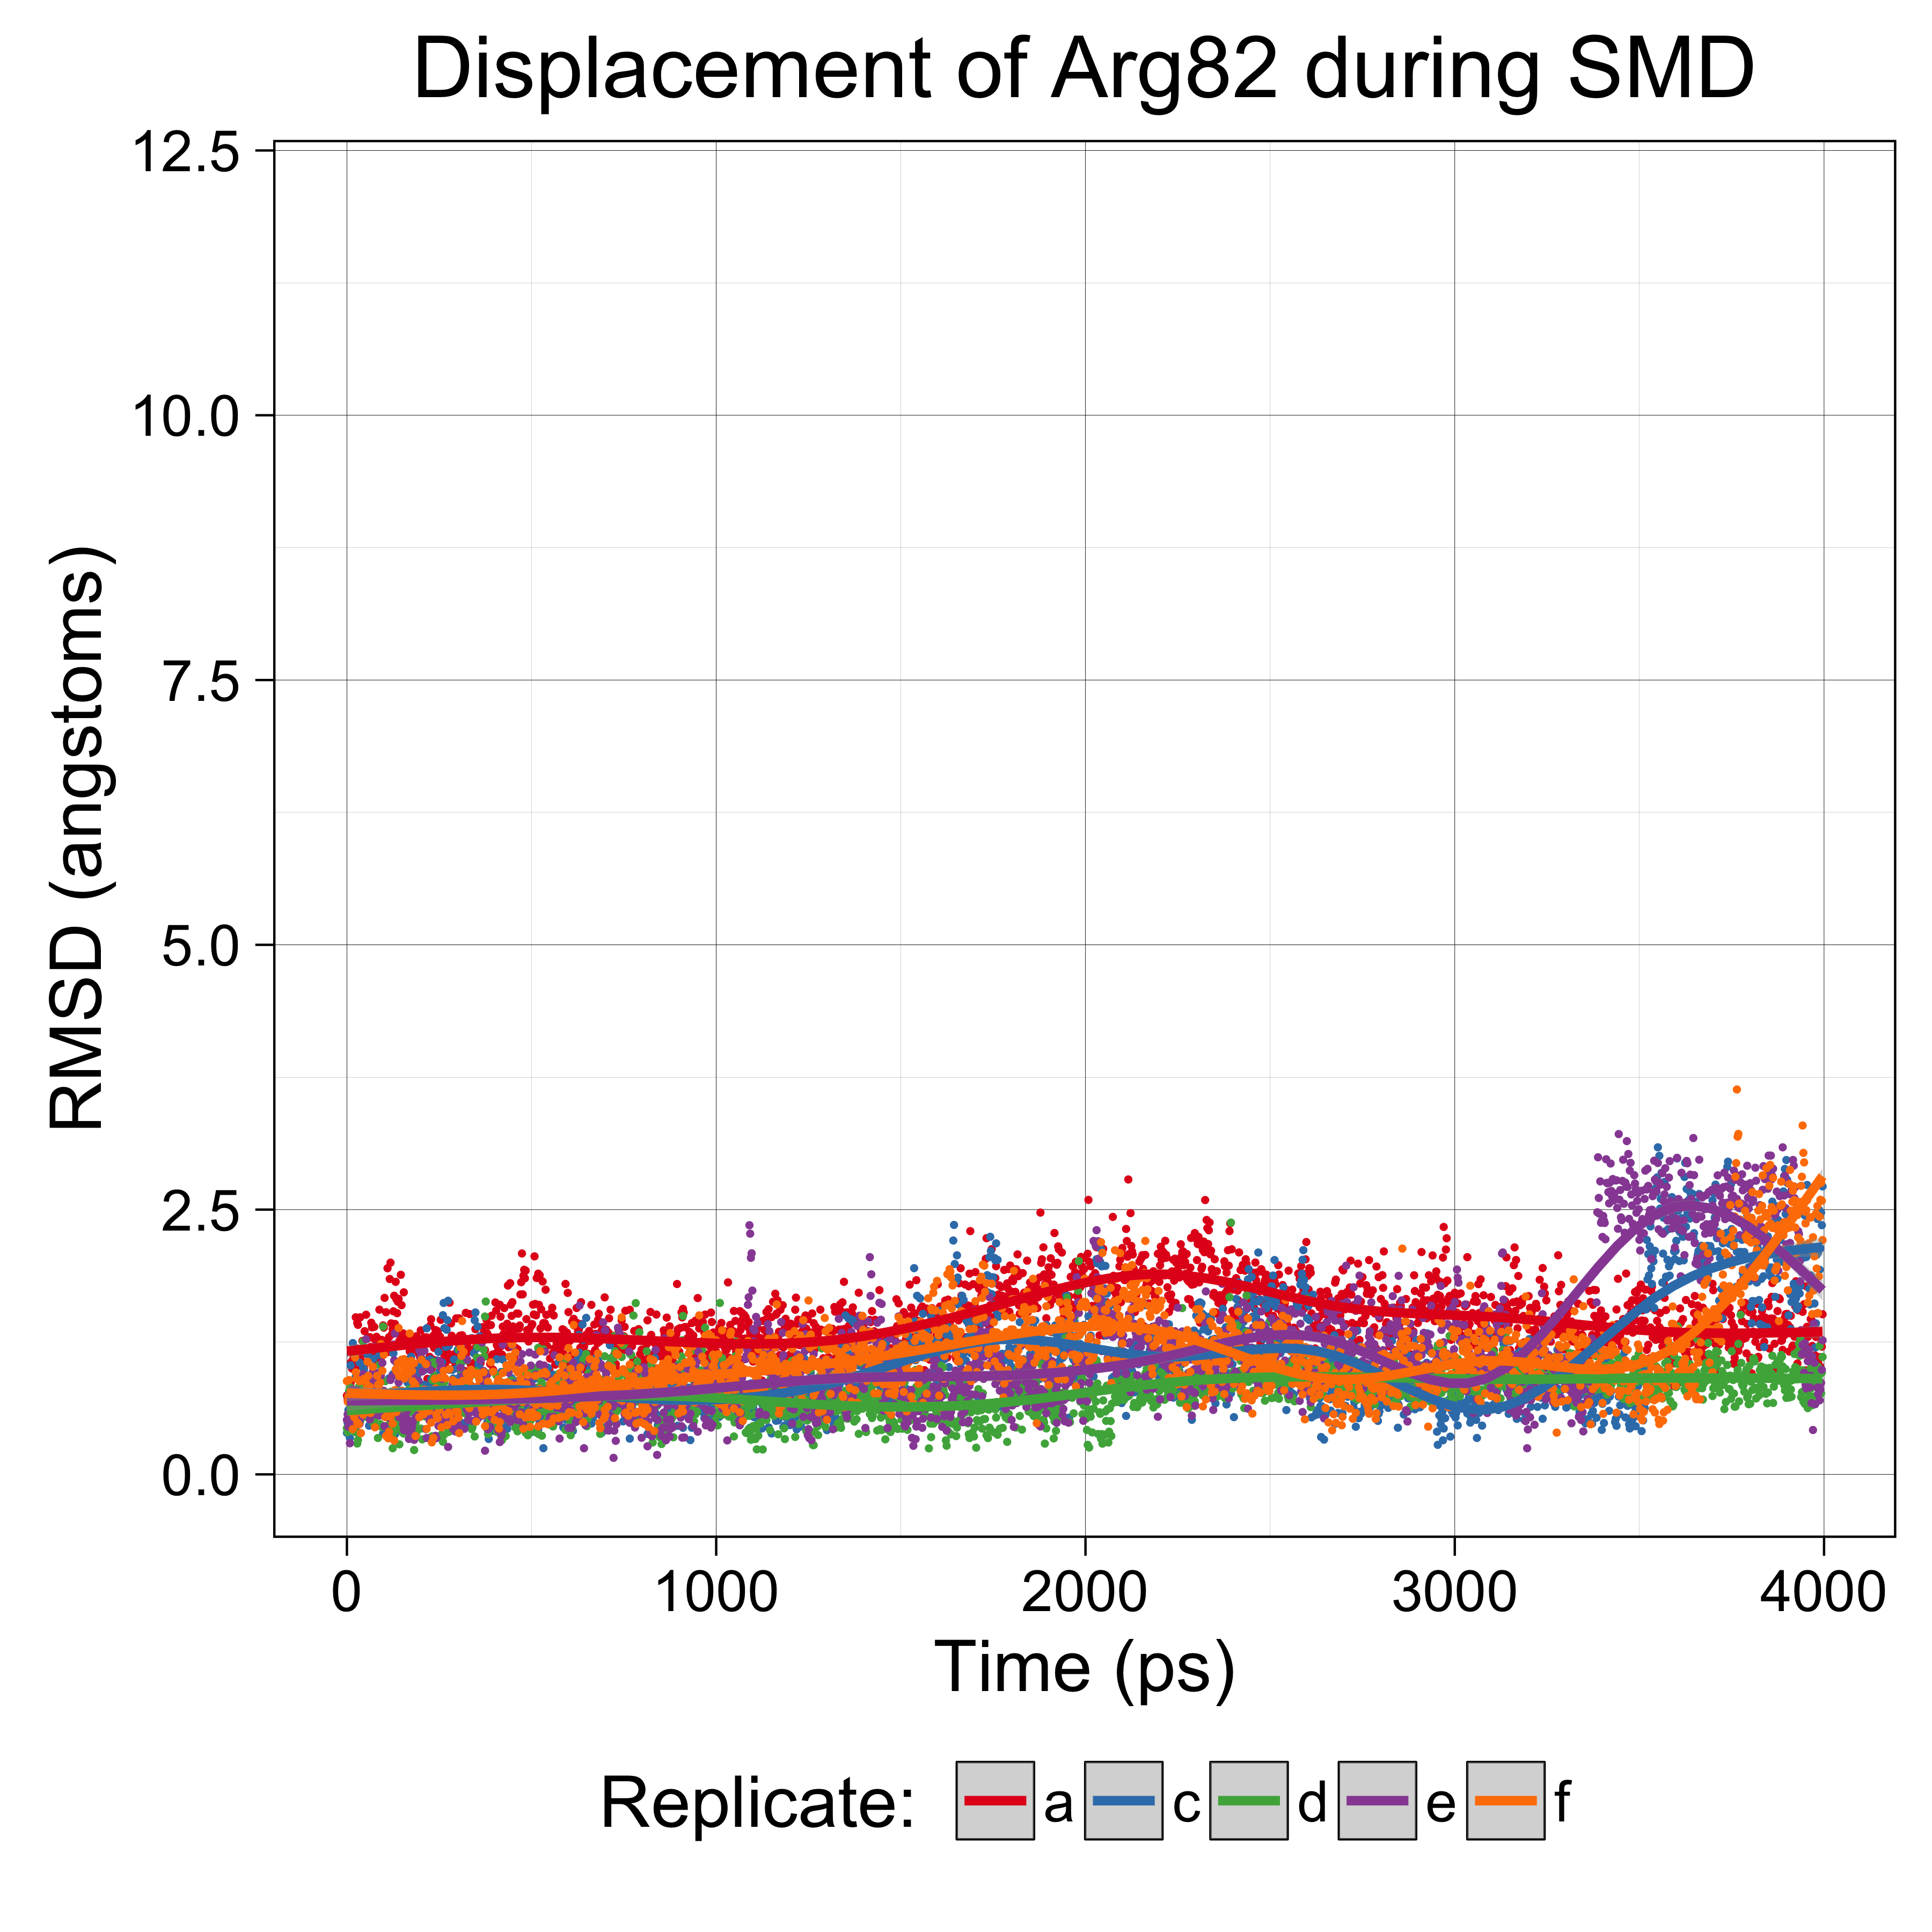 Displacement of Arg82 during SMD
12.5
10.0
7.5
5.0
2.5
0.0
RMSD (angstoms)
0 1000 2000 3000 4000
Time (ps)
Replicate: a c d e f